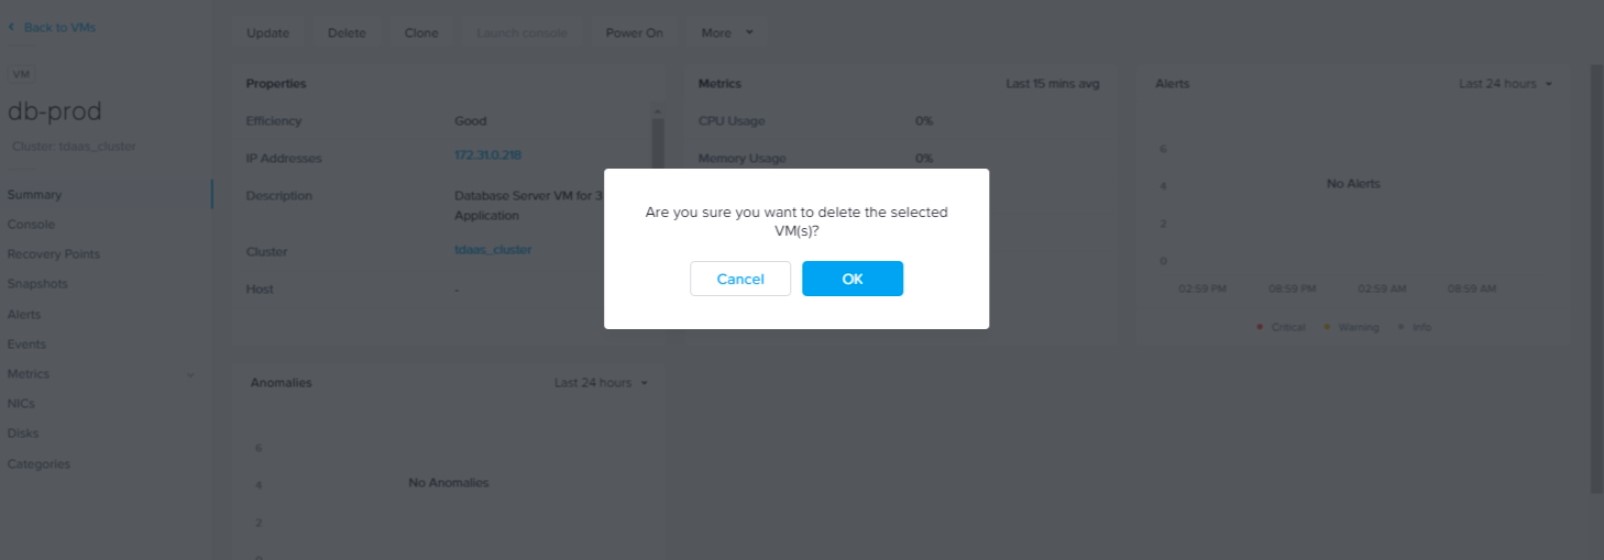 Back to VMs
VM
db-prod
Cluster: tdaas_cluster
Summary
Console
Recovery Points
Snapshots
Alerts
Events
Metrics
NICs
Disks
Categories
Update Delete Clone Launch console Power On More
Properties
Efficiency Good
IP Addresses 172.31.0.218
Description Database Server VM for 3
Application
Cluster tdaas_cluster
Host -
Metrics Last 15 mins avg
CPU Usage 0%
Memory Usage 0%
Alerts Last 24 hours
6
4
2
0
No Alerts
02:59 PM 08:59 PM 02:59 AM 08:59 AM
Critical Warning Info
Are you sure you want to delete the selected
VM(s)?
Cancel OK
Anomalies Last 24 hours
6
4
2
0
No Anomalies